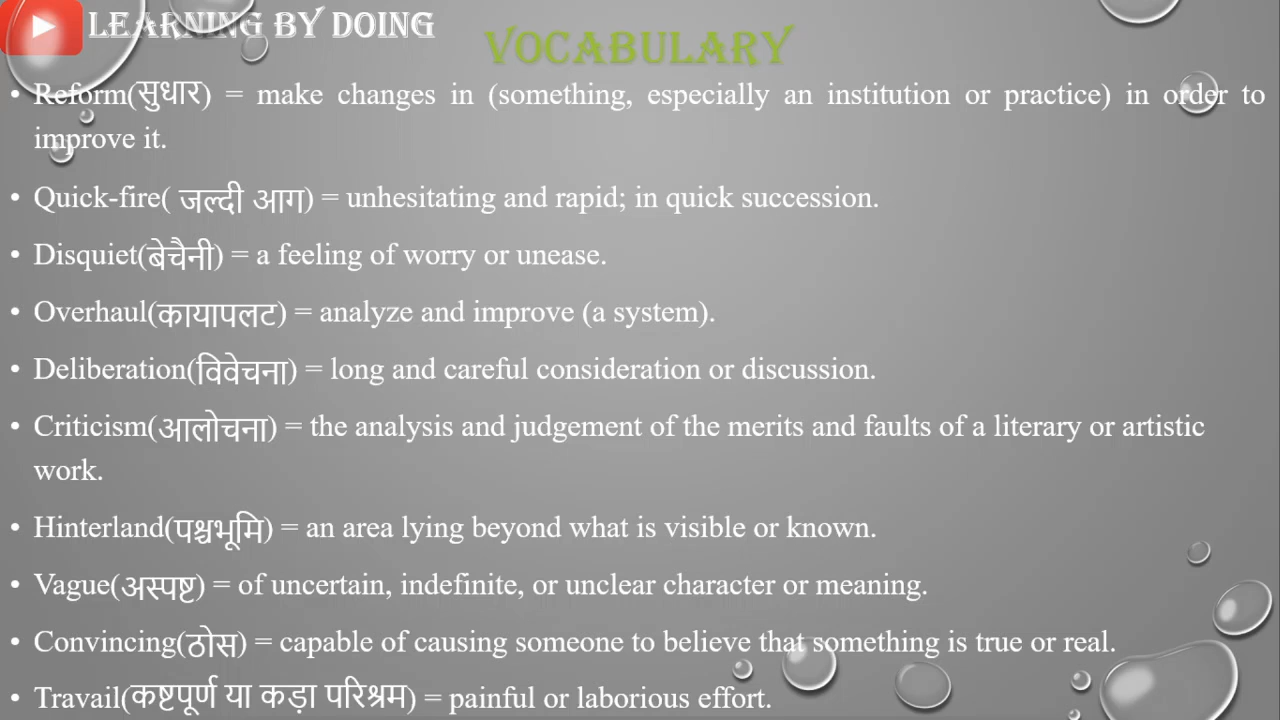 LEARNING BY DOING
VOCABULARY
• Reform(सुधार) = make changes in (something, especially an institution or practice) in order to
improve it.
• Quick-fire( जल्दी आग) = unhesitating and rapid; in quick succession.
• Disquiet(बेचैनी) = a feeling of worry or unease.
• Overhaul(कायापलट) = analyze and improve (a system).
• Deliberation(विवेचना) = long and careful consideration or discussion.
• Criticism(आलोचना) = the analysis and judgement of the merits and faults of a literary or artistic
work.
• Hinterland(पश्चभूमि) = an area lying beyond what is visible or known.
• Vague(अस्पष्ट) = of uncertain, indefinite, or unclear character or meaning.
• Convincing(ठोस) = capable of causing someone to believe that something is true or real.
• Travail(कष्टपूर्ण या कड़ा परिश्रम) = painful or laborious effort.